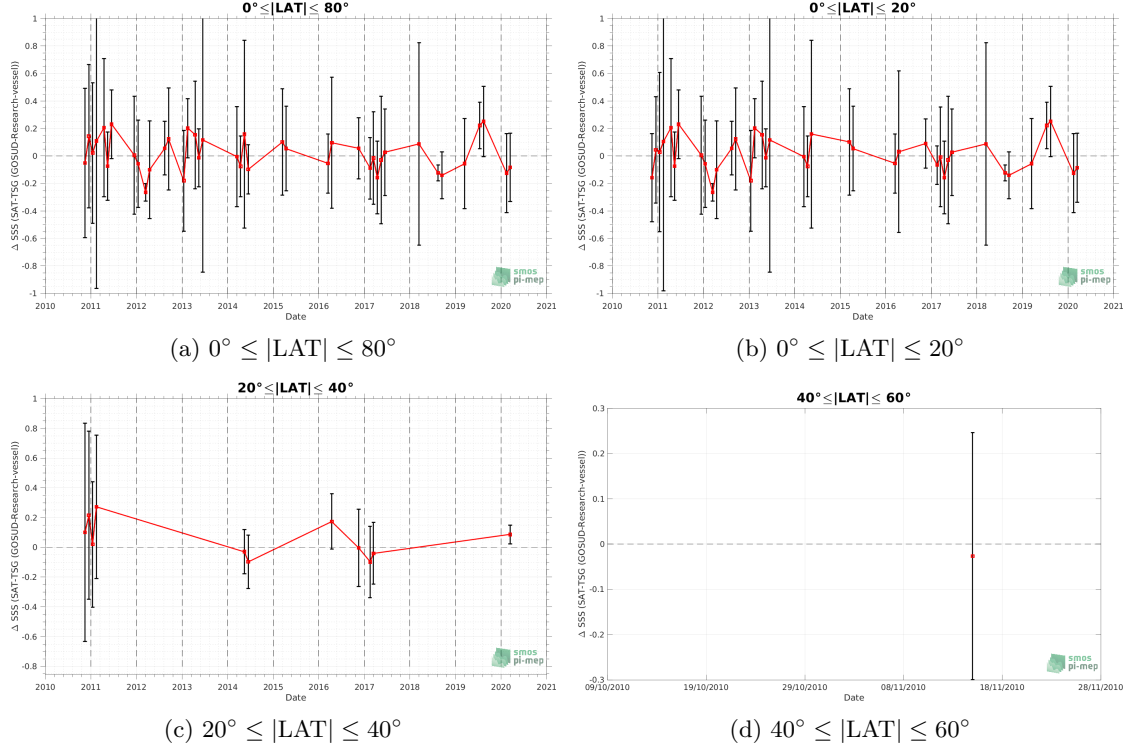 0°≤|LAT|≤ 80°
Δ SSS (SAT-TSG (GOSUD-Research-vessel))
1
0.8
0.6
0.4
0.2
0
-0.2
-0.4
-0.6
-0.8
-1
2010 2011 2012 2013 2014 2015 2016 2017 2018 2019 2020 2021
Date
smos
pi-mep
(a) 0° ≤ |LAT| ≤ 80°
0°≤|LAT|≤ 20°
Δ SSS (SAT-TSG (GOSUD-Research-vessel))
1
0.8
0.6
0.4
0.2
0
-0.2
-0.4
-0.6
-0.8
-1
2010 2011 2012 2013 2014 2015 2016 2017 2018 2019 2020 2021
Date
smos
pi-mep
(b) 0° ≤ |LAT| ≤ 20°
20°≤|LAT|≤ 40°
Δ SSS (SAT-TSG (GOSUD-Research-vessel))
1
0.8
0.6
0.4
0.2
0
-0.2
-0.4
-0.6
-0.8
2010 2011 2012 2013 2014 2015 2016 2017 2018 2019 2020 2021
Date
smos
pi-mep
(c) 20° ≤ |LAT| ≤ 40°
40°≤|LAT|≤ 60°
Δ SSS (SAT-TSG (GOSUD-Research-vessel))
0.3
0.2
0.1
0
-0.1
-0.2
-0.3
09/10/2010 19/10/2010 29/10/2010 08/11/2010 18/11/2010 28/11/2010
Date
smos
pi-mep
(d) 40° ≤ |LAT| ≤ 60°